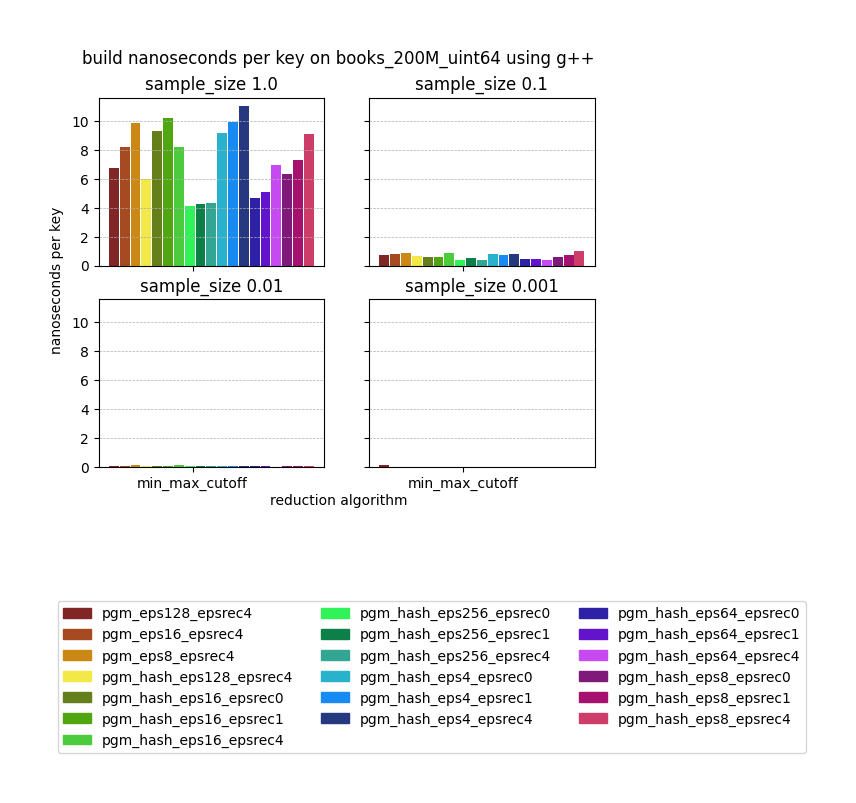 build nanoseconds per key on books_200M_uint64 using g++
sample_size 1.0
sample_size 0.1
10
8
6
4
2
0
nanoseconds per key
sample_size 0.01
sample_size 0.001
10
8
6
4
2
0
min_max_cutoff
min_max_cutoff
reduction algorithm
pgm_eps128_epsrec4
pgm_eps16_epsrec4
pgm_eps8_epsrec4
pgm_hash_eps128_epsrec4
pgm_hash_eps16_epsrec0
pgm_hash_eps16_epsrec1
pgm_hash_eps16_epsrec4
pgm_hash_eps256_epsrec0
pgm_hash_eps256_epsrec1
pgm_hash_eps256_epsrec4
pgm_hash_eps4_epsrec0
pgm_hash_eps4_epsrec1
pgm_hash_eps4_epsrec4
pgm_hash_eps64_epsrec0
pgm_hash_eps64_epsrec1
pgm_hash_eps64_epsrec4
pgm_hash_eps8_epsrec0
pgm_hash_eps8_epsrec1
pgm_hash_eps8_epsrec4